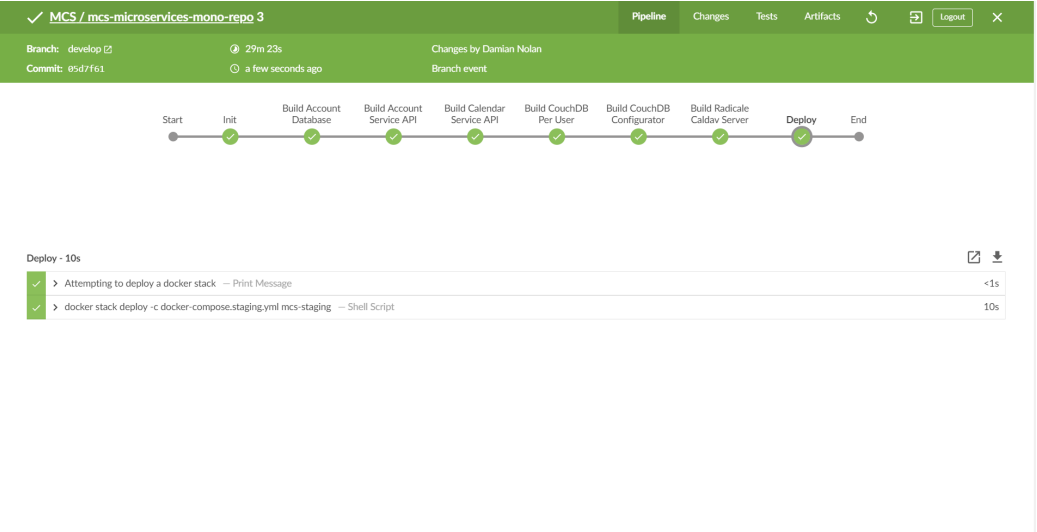 MCS / mcs-microservices-mono-repo 3
Pipeline
Changes
Tests
Artifacts
Logout
Branch: develop
29m 23s
Changes by Damian Nolan
Commit: 05d7f61
a few seconds ago
Branch event
Start
Init
Build Account
Database
Build Account
Service API
Build Calendar
Service API
Build CouchDB
Per User
Build CouchDB
Configurator
Build Radicale
Caldav Server
Deploy
End
Deploy - 10s
Attempting to deploy a docker stack — Print Message
<1s
docker stack deploy -c docker-compose.staging.yml mcs-staging — Shell Script
10s